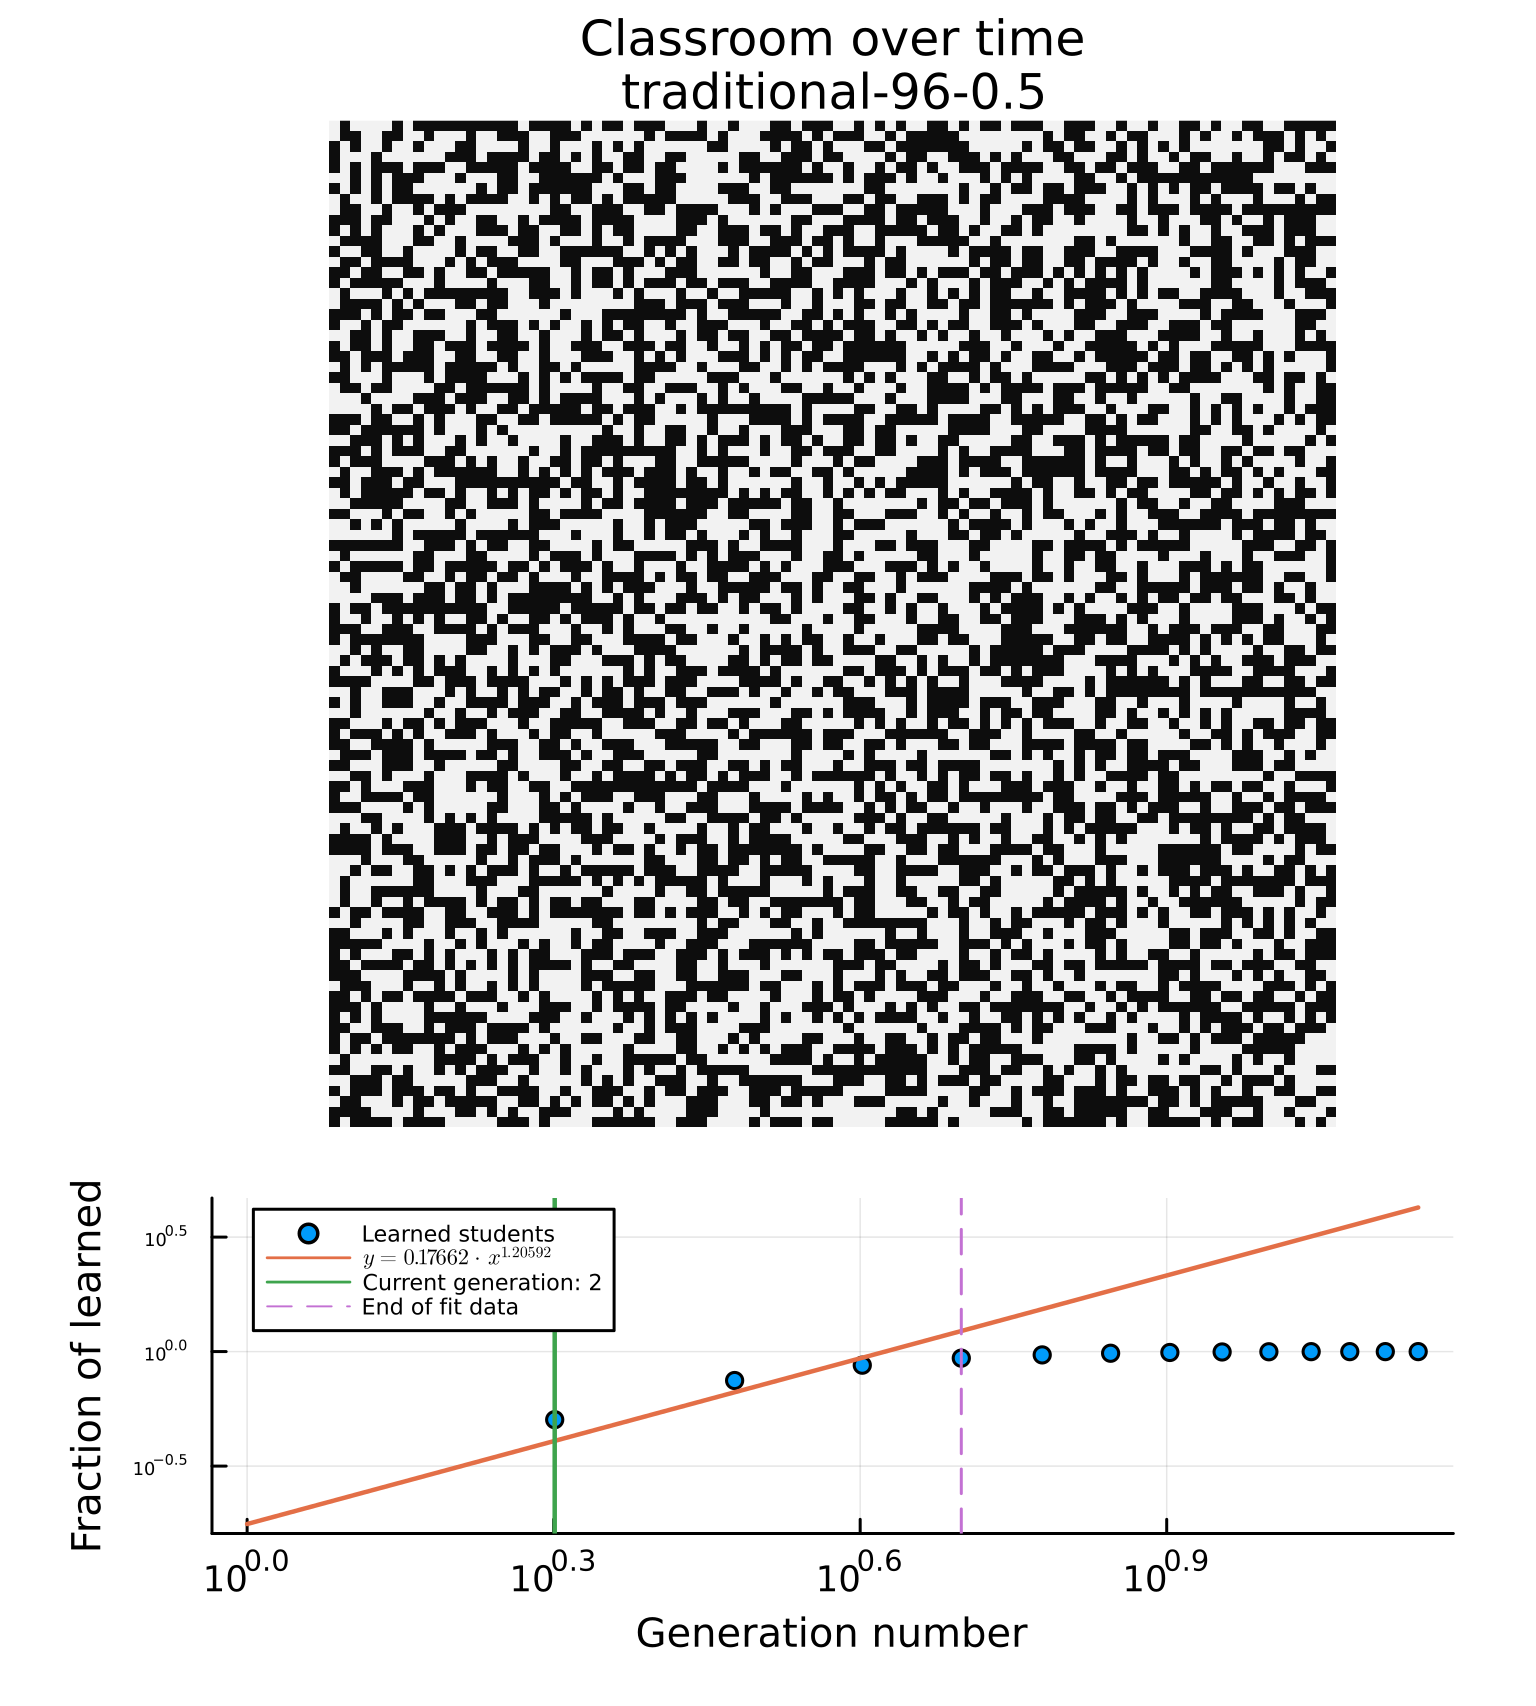 Classroom over time
traditional-96-0.5
Fraction of learned
10^0.5
10^0.0
10^−0.5
Learned students
y = 0.17662 · x^1.20592
Current generation: 2
End of fit data
10^0.0 10^0.3 10^0.6 10^0.9
Generation number